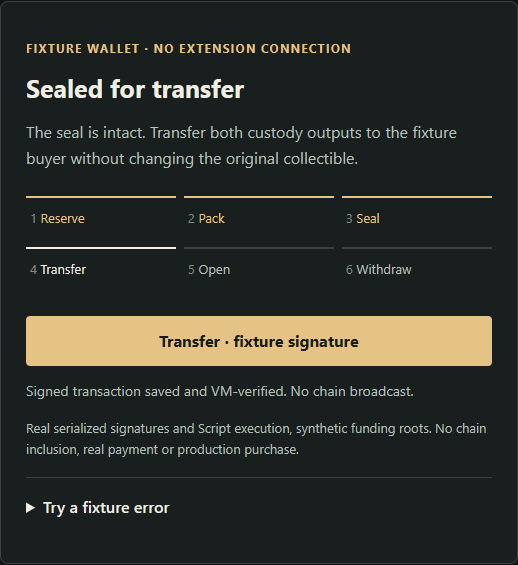 FIXTURE WALLET · NO EXTENSION CONNECTION
Sealed for transfer
The seal is intact. Transfer both custody outputs to the fixture
buyer without changing the original collectible.
1 Reserve
2 Pack
3 Seal
4 Transfer
5 Open
6 Withdraw
Transfer · fixture signature
Signed transaction saved and VM-verified. No chain broadcast.
Real serialized signatures and Script execution, synthetic funding roots. No chain
inclusion, real payment or production purchase.
Try a fixture error